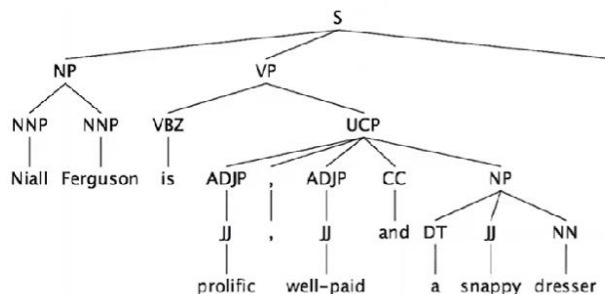 S
NP VP
NNP NNP VBZ UCP
Niall Ferguson is ADJP , ADJP CC NP
JJ , JJ and DT JJ NN
prolific well-paid a snappy dresser